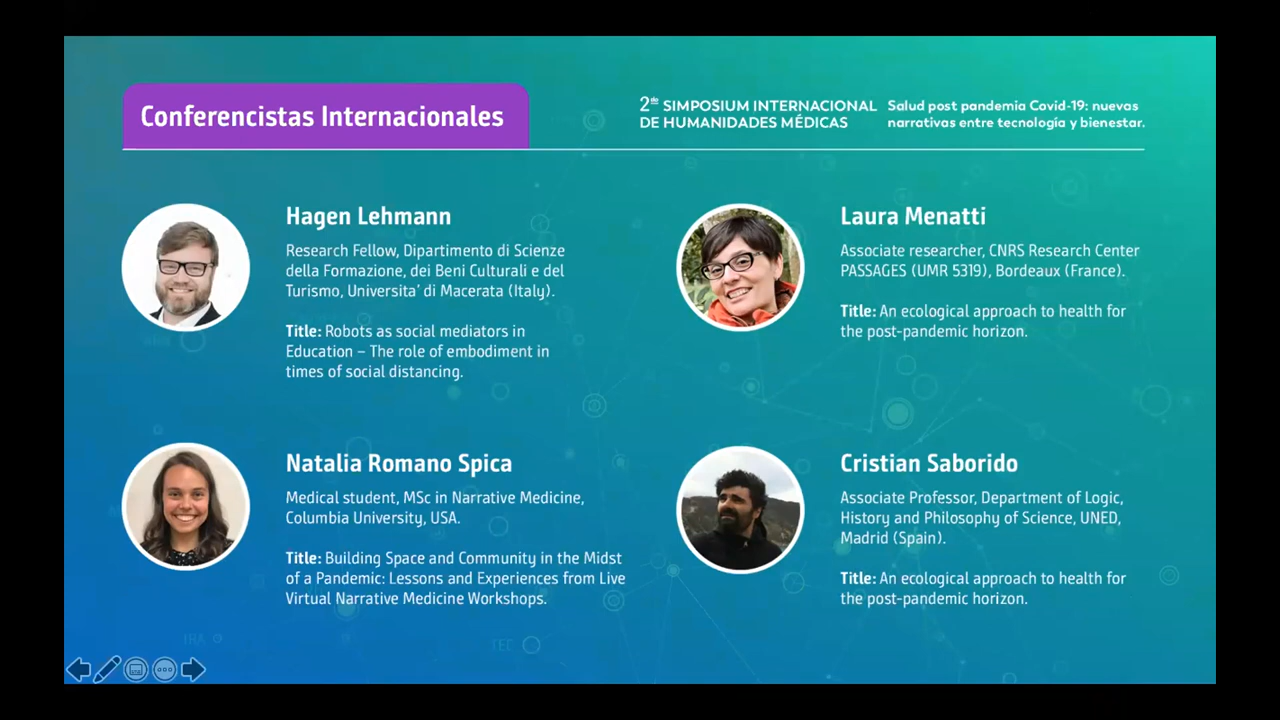 Conferencistas Internacionales
2do SIMPOSIUM INTERNACIONAL
DE HUMANIDADES MÉDICAS
Salud post pandemia Covid-19: nuevas
narrativas entre tecnología y bienestar.
Hagen Lehmann
Research Fellow, Dipartimento di Scienze
della Formazione, dei Beni Culturali e del
Turismo, Universita’ di Macerata (Italy).
Title: Robots as social mediators in
Education – The role of embodiment in
times of social distancing.
Laura Menatti
Associate researcher, CNRS Research Center
PASSAGES (UMR 5319), Bordeaux (France).
Title: An ecological approach to health for
the post-pandemic horizon.
Natalia Romano Spica
Medical student, MSc in Narrative Medicine,
Columbia University, USA.
Title: Building Space and Community in the Midst
of a Pandemic: Lessons and Experiences from Live
Virtual Narrative Medicine Workshops.
Cristian Saborido
Associate Professor, Department of Logic,
History and Philosophy of Science, UNED,
Madrid (Spain).
Title: An ecological approach to health for
the post-pandemic horizon.